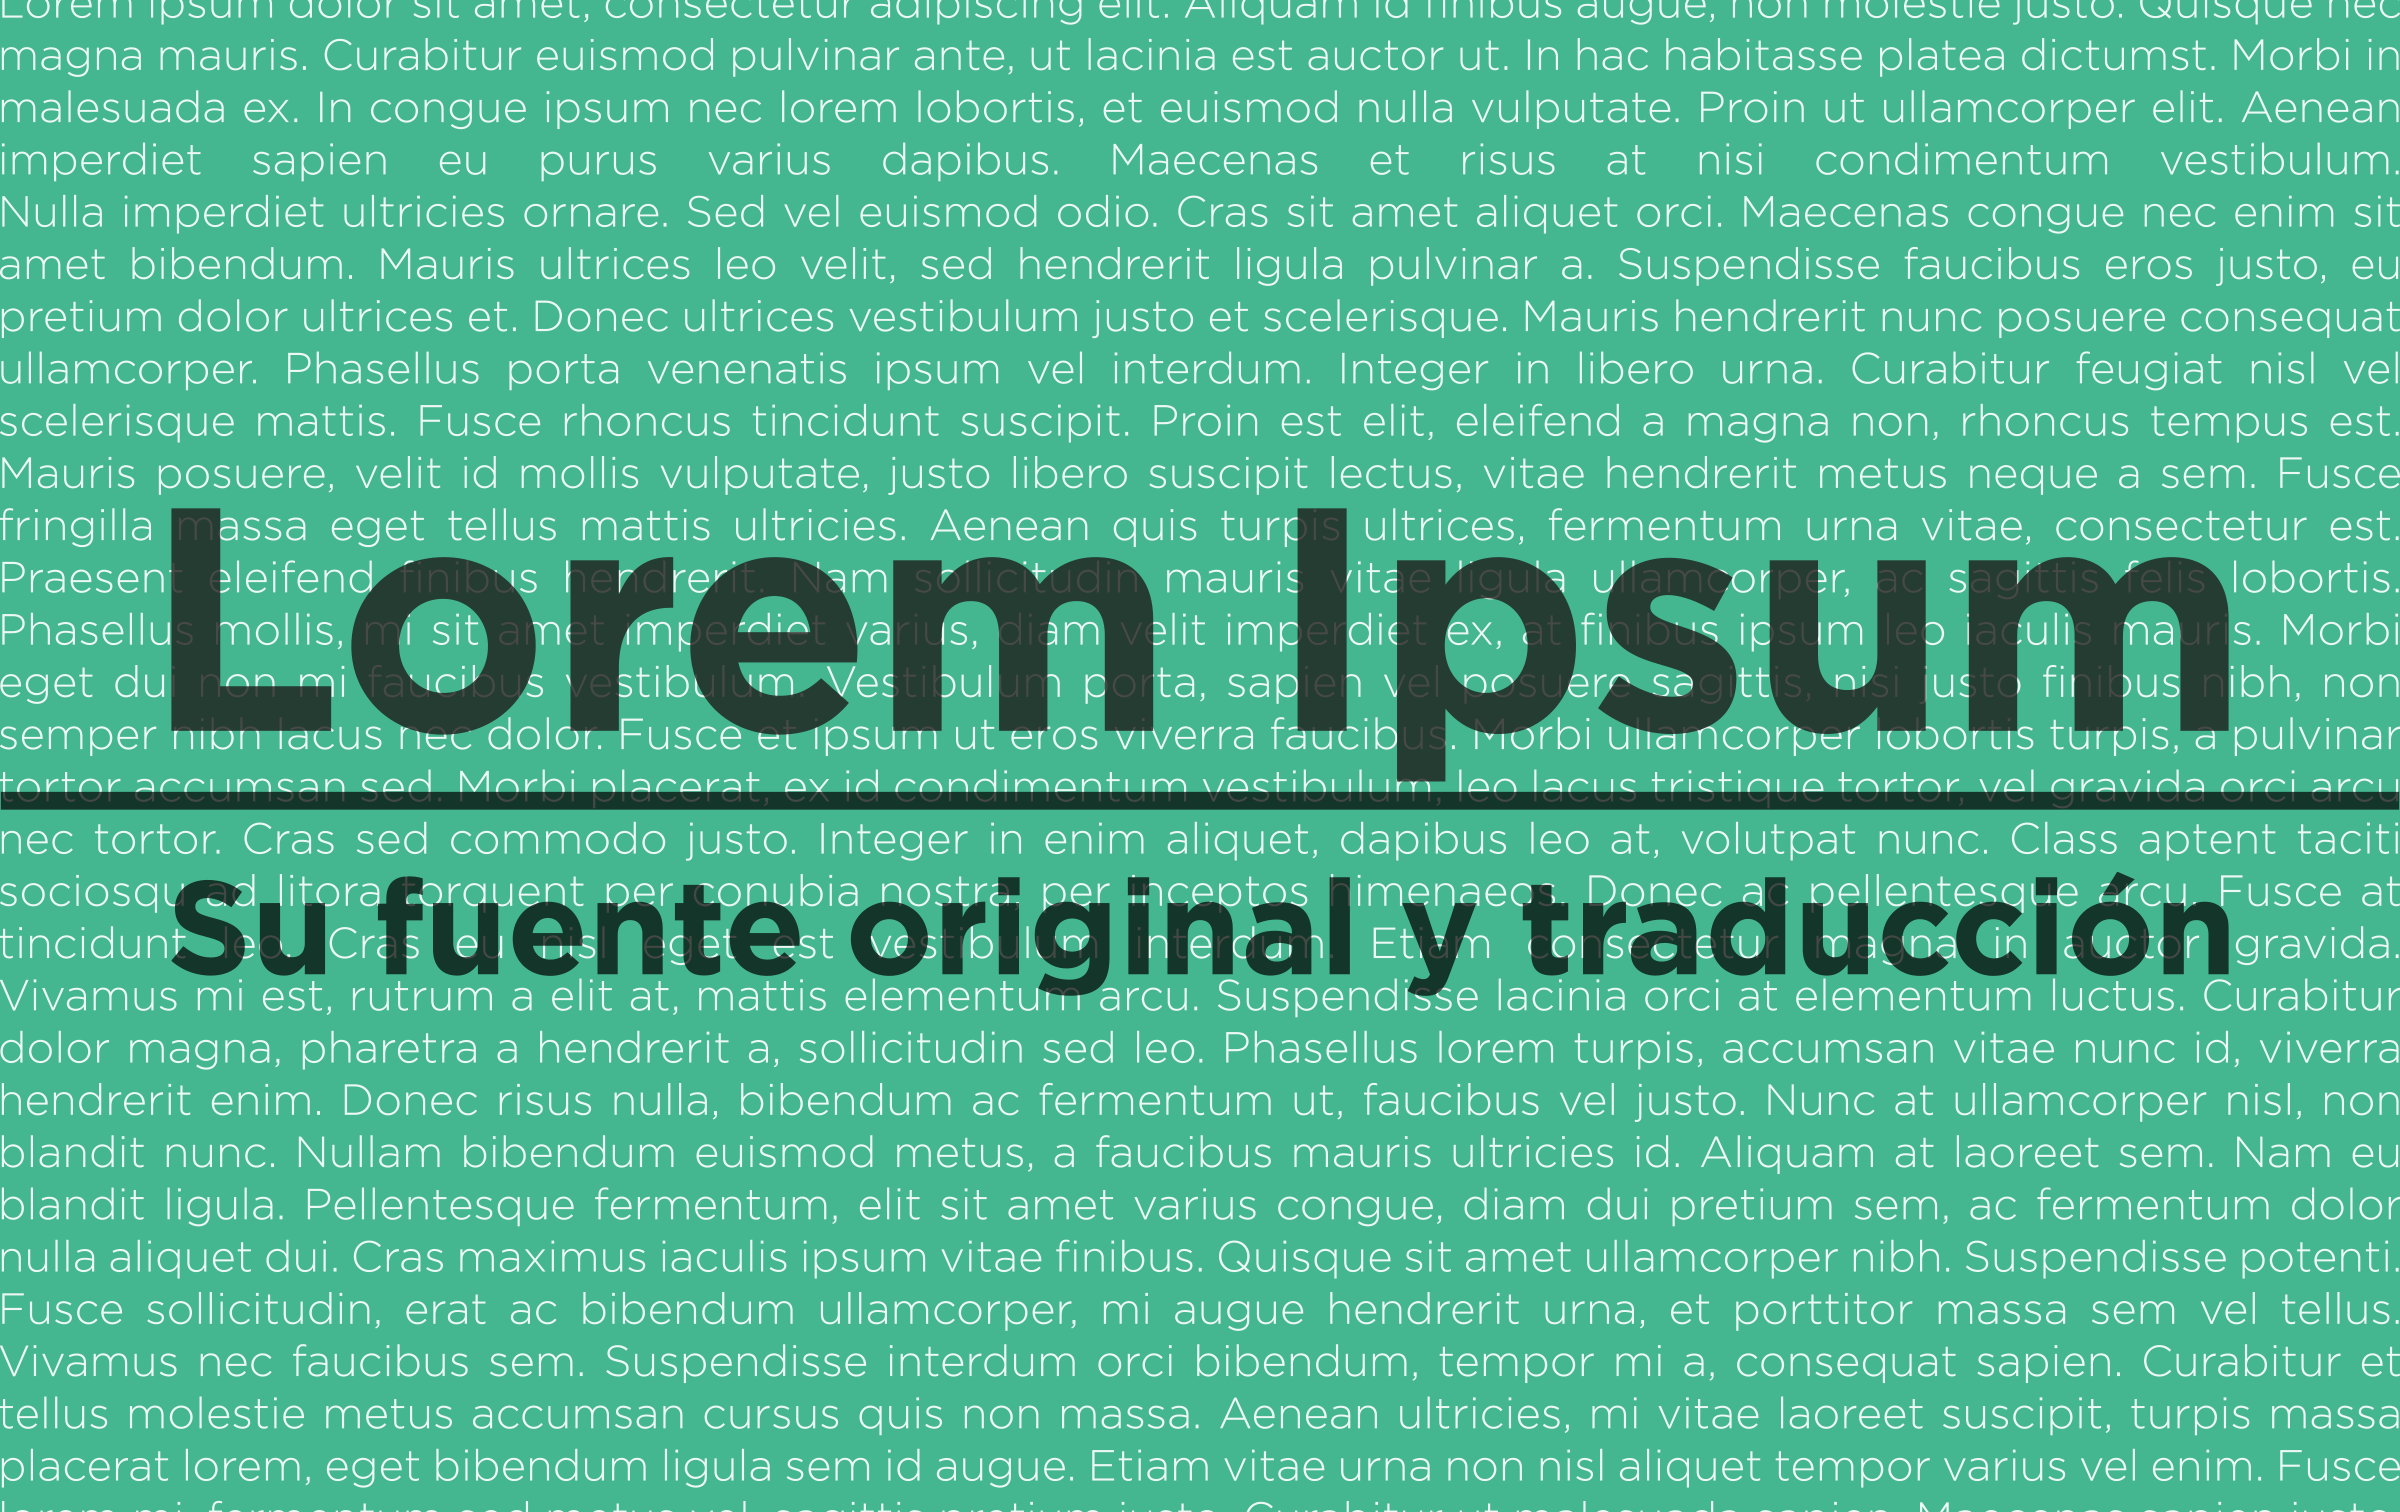 Lorem ipsum dolor sit amet, consectetur adipiscing elit. Aliquam id finibus augue, non molestie justo. Quisque nec
magna mauris. Curabitur euismod pulvinar ante, ut lacinia est auctor ut. In hac habitasse platea dictumst. Morbi in
malesuada ex. In congue ipsum nec lorem lobortis, et euismod nulla vulputate. Proin ut ullamcorper elit. Aenean
imperdiet sapien eu purus varius dapibus. Maecenas et risus at nisi condimentum vestibulum.
Nulla imperdiet ultricies ornare. Sed vel euismod odio. Cras sit amet aliquet orci. Maecenas congue nec enim sit
amet bibendum. Mauris ultrices leo velit, sed hendrerit ligula pulvinar a. Suspendisse faucibus eros justo, eu
pretium dolor ultrices et. Donec ultrices vestibulum justo et scelerisque. Mauris hendrerit nunc posuere consequat
ullamcorper. Phasellus porta venenatis ipsum vel interdum. Integer in libero urna. Curabitur feugiat nisl vel
scelerisque mattis. Fusce rhoncus tincidunt suscipit. Proin est elit, eleifend a magna non, rhoncus tempus est.
Mauris posuere, velit id mollis vulputate, justo libero suscipit lectus, vitae hendrerit metus neque a sem. Fusce
fringilla massa eget tellus mattis ultricies. Aenean quis turpis ultrices, fermentum urna vitae, consectetur est.
Praesent eleifend finibus hendrerit. Nam sollicitudin mauris vitae ligula ullamcorper, ac sagittis felis lobortis.
Phasellus mollis, mi sit amet imperdiet varius, diam velit imperdiet ex, at finibus ipsum leo iaculis mauris. Morbi
eget dui non mi faucibus vestibulum. Vestibulum porta, sapien vel posuere sagittis, nisi justo finibus nibh, non
semper nibh lacus nec dolor. Fusce et ipsum ut eros viverra faucibus. Morbi ullamcorper lobortis turpis, a pulvinar
Lorem Ipsum
tortor accumsan sed. Morbi placerat, ex id condimentum vestibulum, leo lacus tristique tortor, vel gravida orci arcu
nec tortor. Cras sed commodo justo. Integer in enim aliquet, dapibus leo at, volutpat nunc. Class aptent taciti
sociosqu ad litora torquent per conubia nostra, per inceptos himenaeos. Donec ac pellentesque arcu. Fusce at
tincidunt leo. Cras eu nisl eget est vestibulum interdum. Etiam consectetur magna in auctor gravida.
Su fuente original y traducción
Vivamus mi est, rutrum a elit at, mattis elementum arcu. Suspendisse lacinia orci at elementum luctus. Curabitur
dolor magna, pharetra a hendrerit a, sollicitudin sed leo. Phasellus lorem turpis, accumsan vitae nunc id, viverra
hendrerit enim. Donec risus nulla, bibendum ac fermentum ut, faucibus vel justo. Nunc at ullamcorper nisl, non
blandit nunc. Nullam bibendum euismod metus, a faucibus mauris ultricies id. Aliquam at laoreet sem. Nam eu
blandit ligula. Pellentesque fermentum, elit sit amet varius congue, diam dui pretium sem, ac fermentum dolor
nulla aliquet dui. Cras maximus iaculis ipsum vitae finibus. Quisque sit amet ullamcorper nibh. Suspendisse potenti.
Fusce sollicitudin, erat ac bibendum ullamcorper, mi augue hendrerit urna, et porttitor massa sem vel tellus.
Vivamus nec faucibus sem. Suspendisse interdum orci bibendum, tempor mi a, consequat sapien. Curabitur et
tellus molestie metus accumsan cursus quis non massa. Aenean ultricies, mi vitae laoreet suscipit, turpis massa
placerat lorem, eget bibendum ligula sem id augue. Etiam vitae urna non nisl aliquet tempor varius vel enim. Fusce